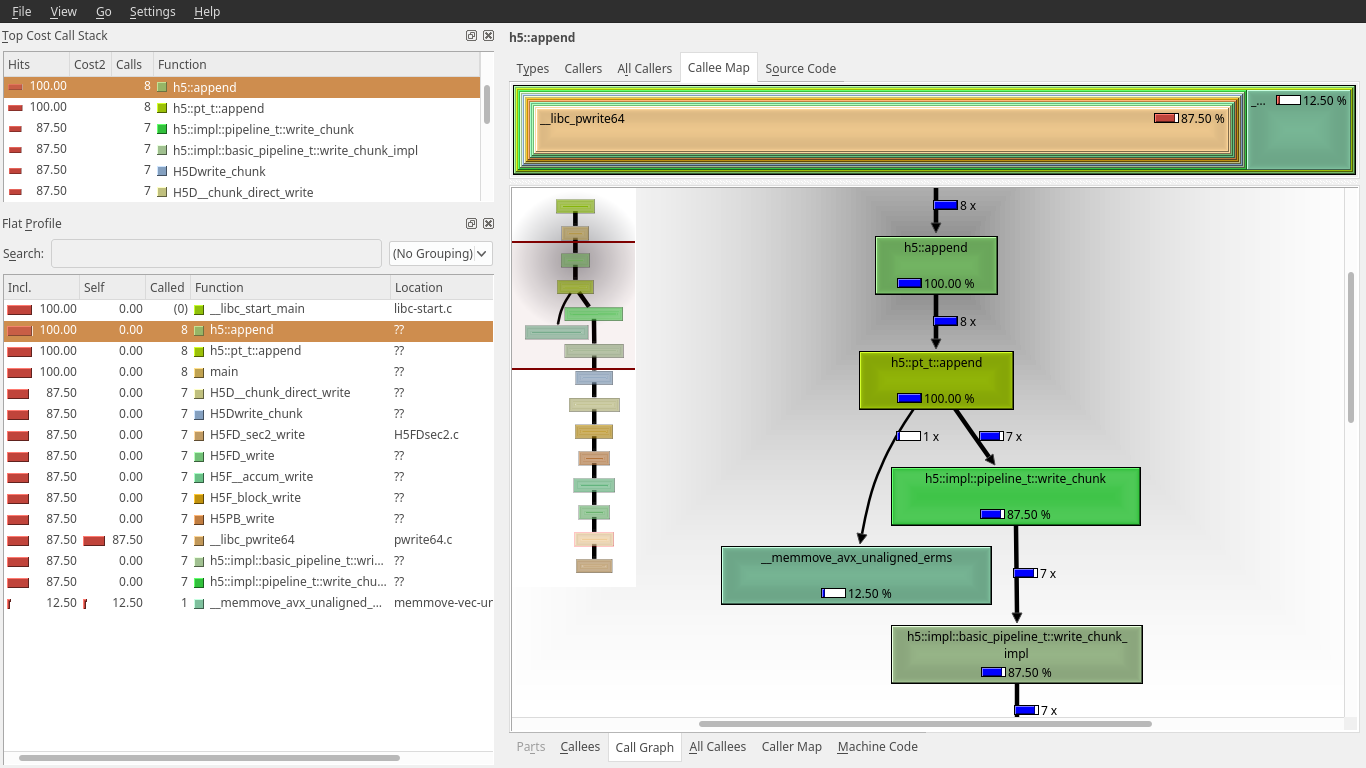 File View Go Settings Help
Top Cost Call Stack
Hits Cost2 Calls Function
100.00 8 h5::append
100.00 8 h5::pt_t::append
87.50 7 h5::impl::pipeline_t::write_chunk
87.50 7 h5::impl::basic_pipeline_t::write_chunk_impl
87.50 7 H5Dwrite_chunk
87.50 7 H5D__chunk_direct_write
Flat Profile
Search: (No Grouping)
Incl. Self Called Function Location
100.00 0.00 (0) __libc_start_main libc-start.c
100.00 0.00 8 h5::append ??
100.00 0.00 8 h5::pt_t::append ??
100.00 0.00 8 main ??
87.50 0.00 7 H5D__chunk_direct_write ??
87.50 0.00 7 H5Dwrite_chunk ??
87.50 0.00 7 H5FD_sec2_write H5FDsec2.c
87.50 0.00 7 H5FD_write ??
87.50 0.00 7 H5F__accum_write ??
87.50 0.00 7 H5F_block_write ??
87.50 0.00 7 H5PB_write ??
87.50 87.50 7 __libc_pwrite64 pwrite64.c
87.50 0.00 7 h5::impl::basic_pipeline_t::wri... ??
87.50 0.00 7 h5::impl::pipeline_t::write_chu... ??
12.50 12.50 1 __memmove_avx_unaligned_... memmove-vec-ur
h5::append
Types Callers All Callers Callee Map Source Code
__libc_pwrite64 87.50 %
_... 12.50 %
8 x
h5::append
100.00 %
8 x
h5::pt_t::append
100.00 %
1 x 7 x
h5::impl::pipeline_t::write_chunk
87.50 %
__memmove_avx_unaligned_erms
12.50 %
7 x
h5::impl::basic_pipeline_t::write_chunk_
impl
87.50 %
7 x
Parts Callees Call Graph All Callees Caller Map Machine Code